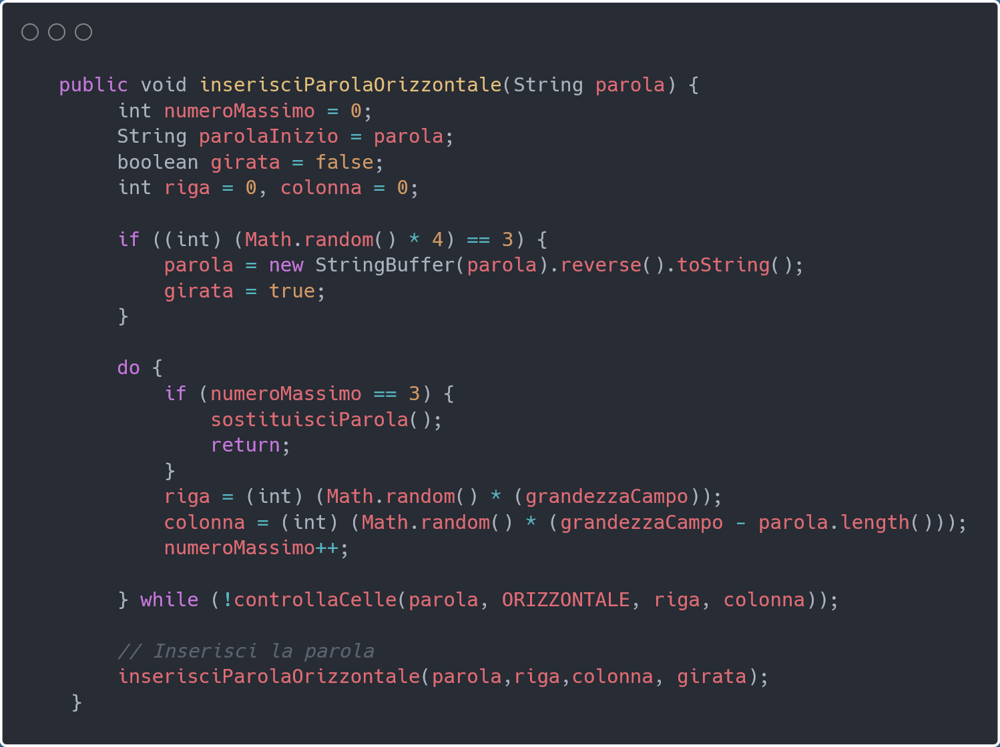 public void inserisciParolaOrizzontale(String parola) {
int numeroMassimo = 0;
String parolaInizio = parola;
boolean girata = false;
int riga = 0, colonna = 0;
if ((int) (Math.random() * 4) == 3) {
parola = new StringBuffer(parola).reverse().toString();
girata = true;
}
do {
if (numeroMassimo == 3) {
sostituisciParola();
return;
}
riga = (int) (Math.random() * (grandezzaCampo));
colonna = (int) (Math.random() * (grandezzaCampo - parola.length()));
numeroMassimo++;
} while (!controllaCelle(parola, ORIZZONTALE, riga, colonna));
// Inserisci la parola
inserisciParolaOrizzontale(parola,riga,colonna, girata);
}